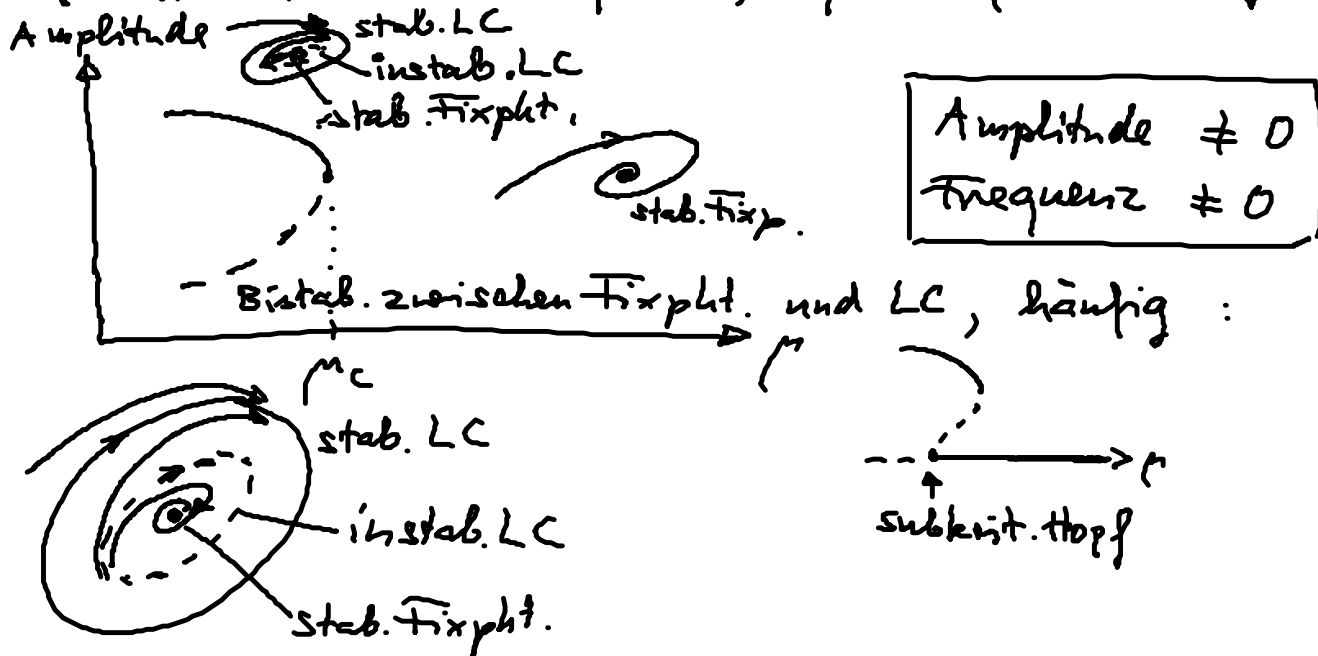 Amplitude
stab. LC
instab. LC
stab. Fixpkt.
stab. Fixp.
Amplitude ≠ 0
Frequenz ≠ 0
Bistab. zwischen Fixpkt. und LC, häufig :
μ
μc
stab. LC
instab. LC
stab. Fixpkt.
μ
subkrit. Hopf